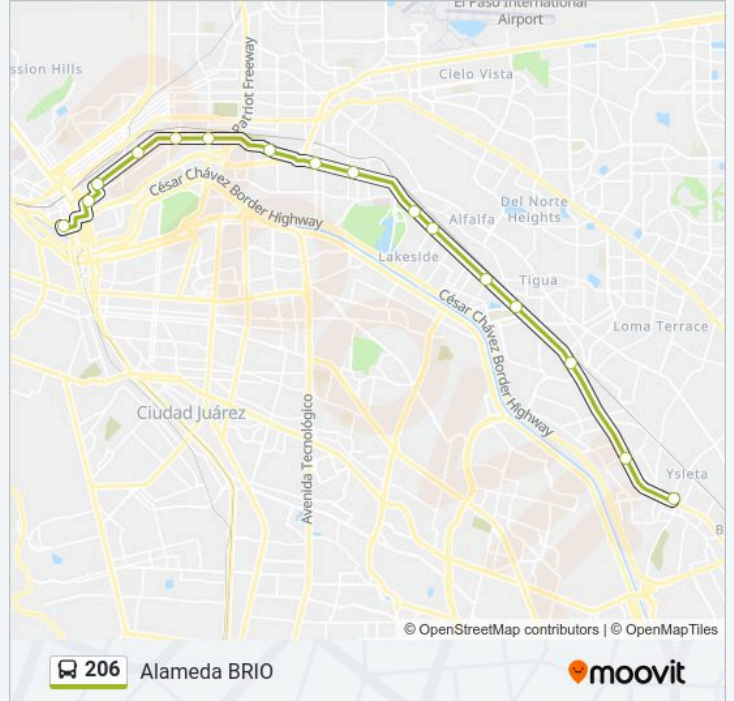 El Paso International
Airport
ssion Hills
Patriot Freeway
Cielo Vista
César Chávez Border Highway
Del Norte
Heights
Alfalfa
Lakeside
Tigua
César Chávez Border Highway
Loma Terrace
Ciudad Juárez
Avenida Tecnológico
Ysleta
B
© OpenStreetMap contributors | © OpenMapTiles
206 Alameda BRIO
moovit